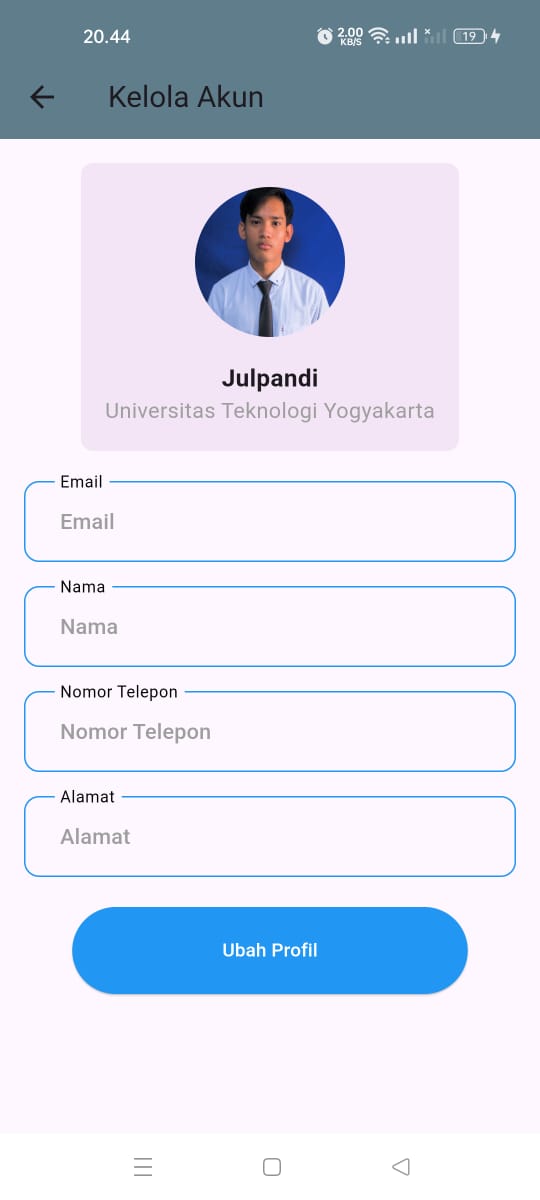 20.44
2.00
KB/S
19
Kelola Akun
Julpandi
Universitas Teknologi Yogyakarta
Email
Email
Nama
Nama
Nomor Telepon
Nomor Telepon
Alamat
Alamat
Ubah Profil